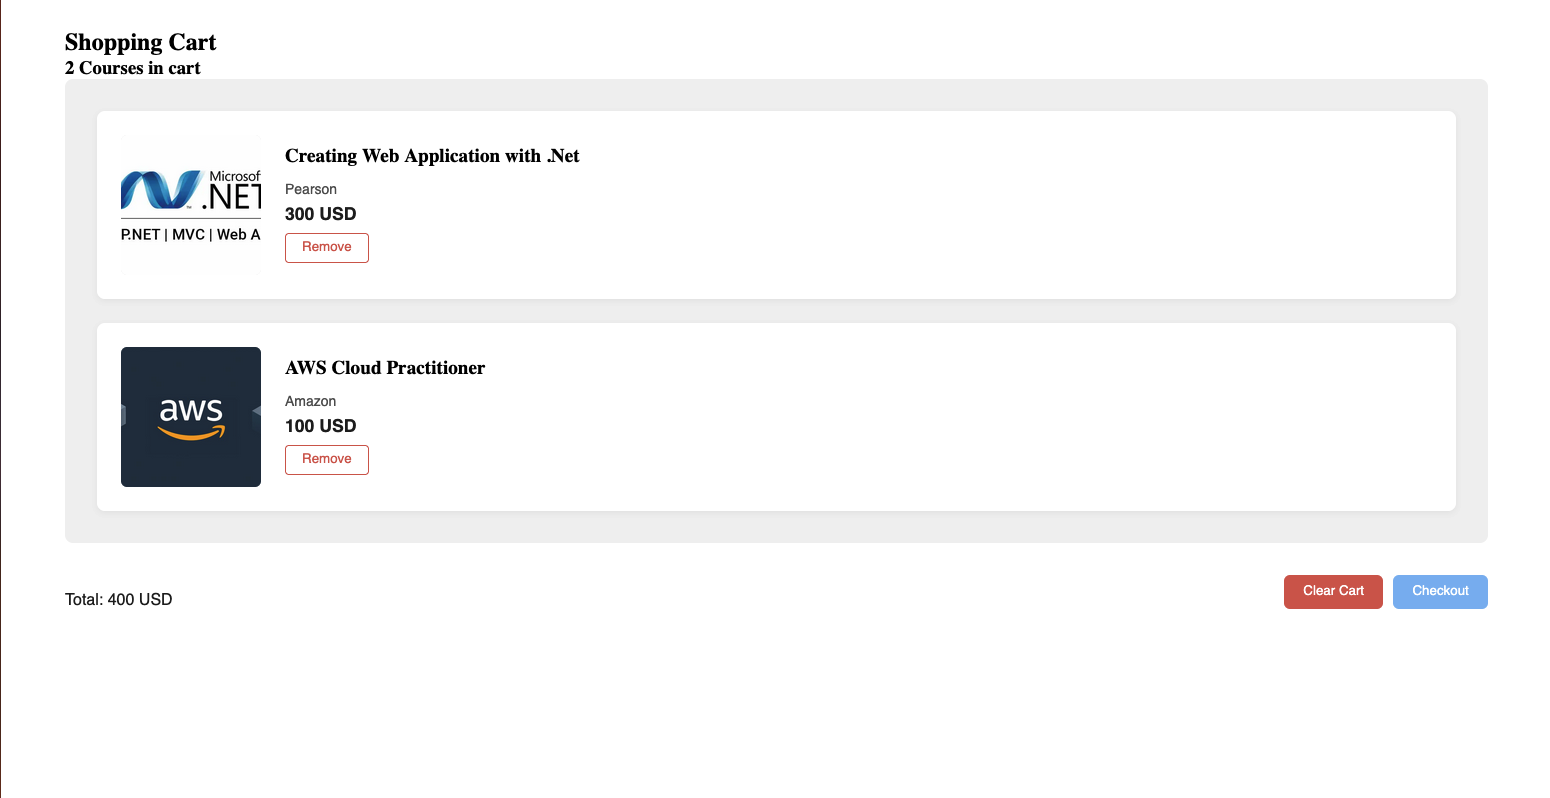 Shopping Cart
2 Courses in cart
Microsof
.NET
P.NET | MVC | Web A
Creating Web Application with .Net
Pearson
300 USD
Remove
aws
AWS Cloud Practitioner
Amazon
100 USD
Remove
Total: 400 USD
Clear Cart
Checkout